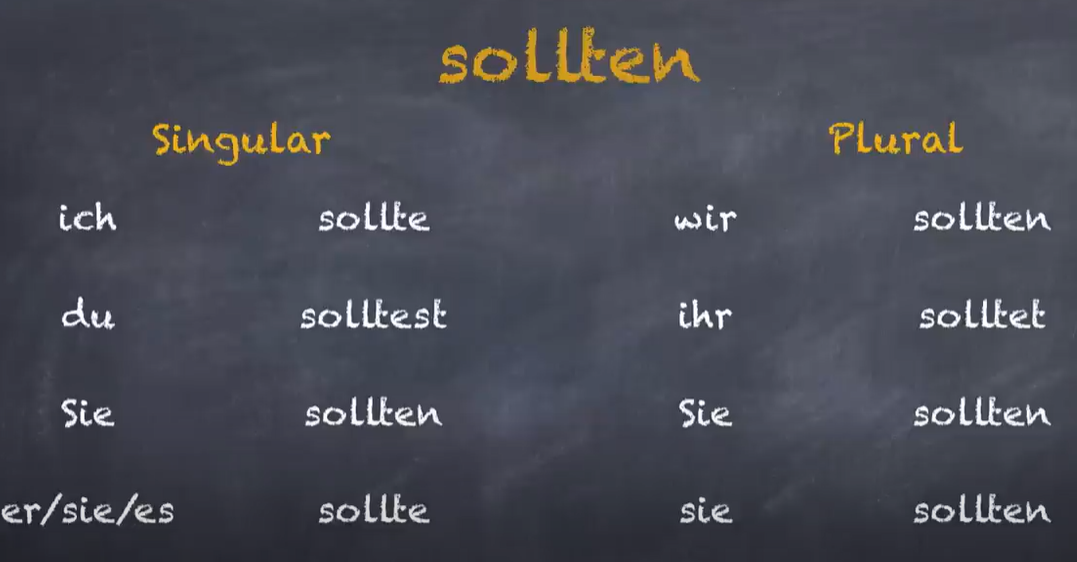 sollten
Singular Plural
ich sollte wir sollten
du solltest ihr solltet
Sie sollten Sie sollten
er/sie/es sollte sie sollten